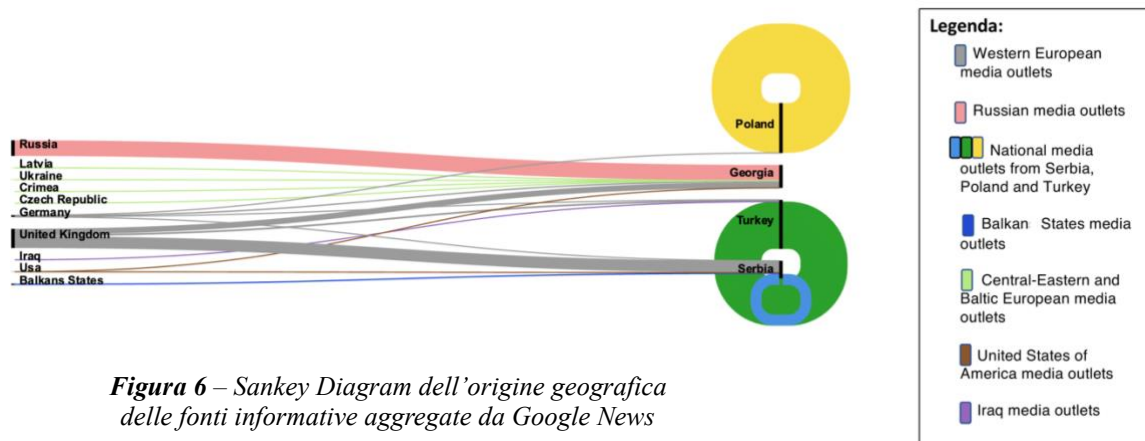 Poland
Russia
Latvia
Ukraine
Crimea
Czech Republic
Germany
United Kingdom
Iraq
Usa
Balkans States
Georgia
Turkey
Serbia
Figura 6 – Sankey Diagram dell’origine geografica
delle fonti informative aggregate da Google News
Legenda:
Western European
media outlets
Russian media outlets
National media
outlets from Serbia,
Poland and Turkey
Balkan States media
outlets
Central-Eastern and
Baltic European media
outlets
United States of
America media outlets
Iraq media outlets